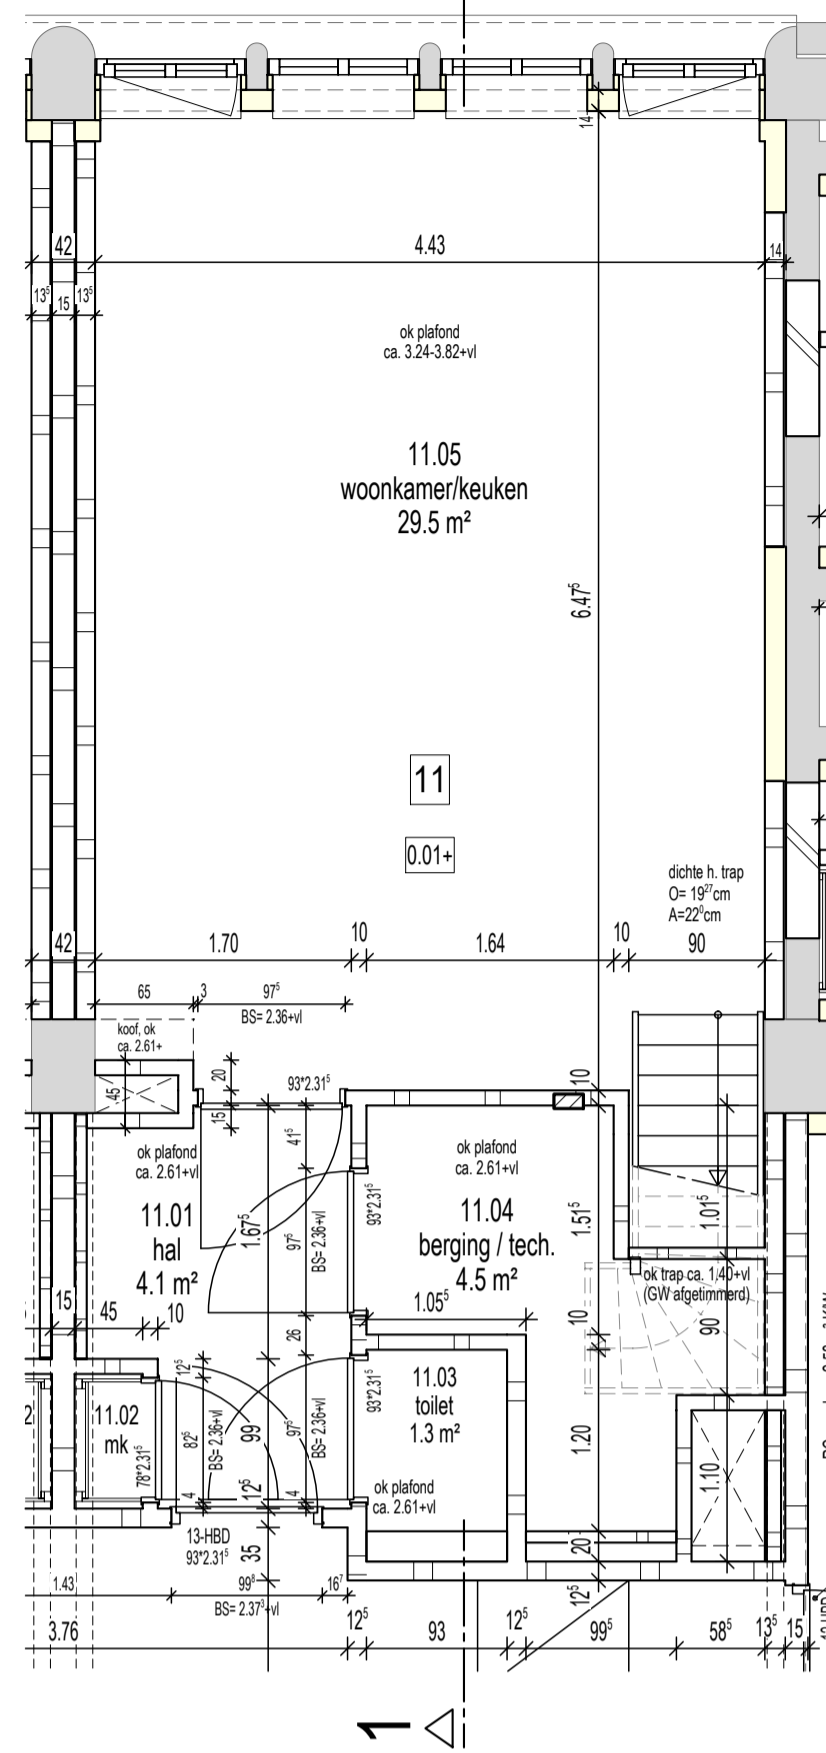 14
42
4.43
14
13⁵
15
13⁵
ok plafond
ca. 3.24-3.82+vl
11.05
woonkamer/keuken
29.5 m²
6.47⁵
11
0.01+
dichte h. trap
O= 19²⁷cm
A=22⁰cm
42
1.70
10
1.64
10
90
65
3
97⁵
BS= 2.36+vl
koof, ok
ca. 2.61+
45
20
15
93*2.31⁵
10
41⁵
ok plafond
ca. 2.61+vl
11.01
hal
4.1 m²
1.67⁵
97⁵
BS= 2.36+vl
93*2.31⁵
ok plafond
ca. 2.61+vl
11.04
berging / tech.
4.5 m²
1.51⁵
1.01⁵
ok trap ca. 1.40+vl
(GW afgetimmerd)
15
45
10
1.05⁵
10
90
26
12⁵
11.02
mk
78*2.31⁵
82⁵
BS= 2.36+vl
99
97⁵
BS= 2.36+vl
93*2.31⁵
11.03
toilet
1.3 m²
1.20
1.10
ok plafond
ca. 2.61+vl
4
12⁵
4
13-HBD
93*2.31⁵
35
20
1.43
99⁸
16⁷
BS= 2.37³+vl
12⁵
3.76
12⁵
93
12⁵
99⁵
58⁵
13⁵
15
1